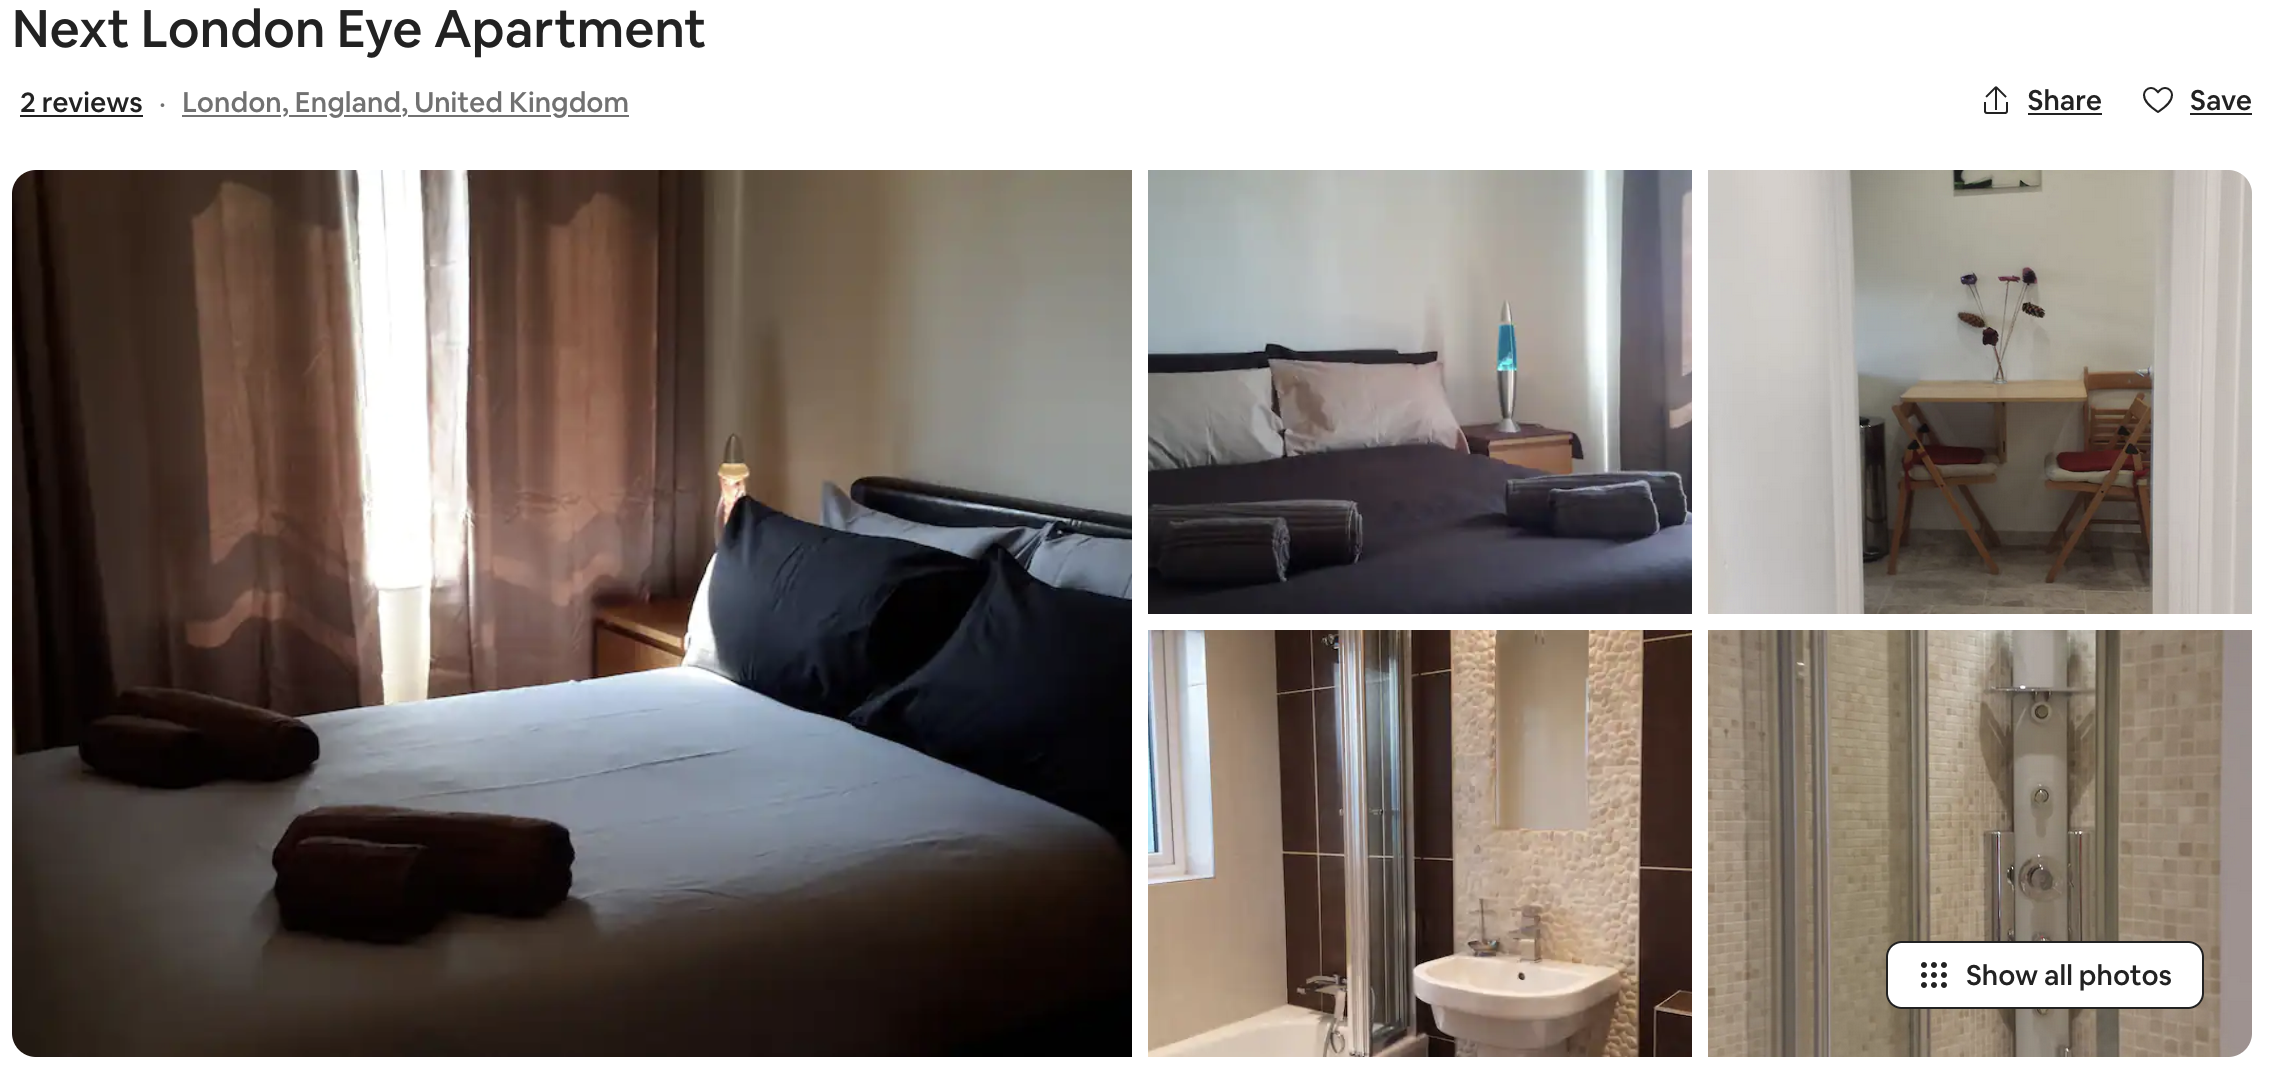 Next London Eye Apartment
2 reviews · London, England, United Kingdom
Share Save
Show all photos